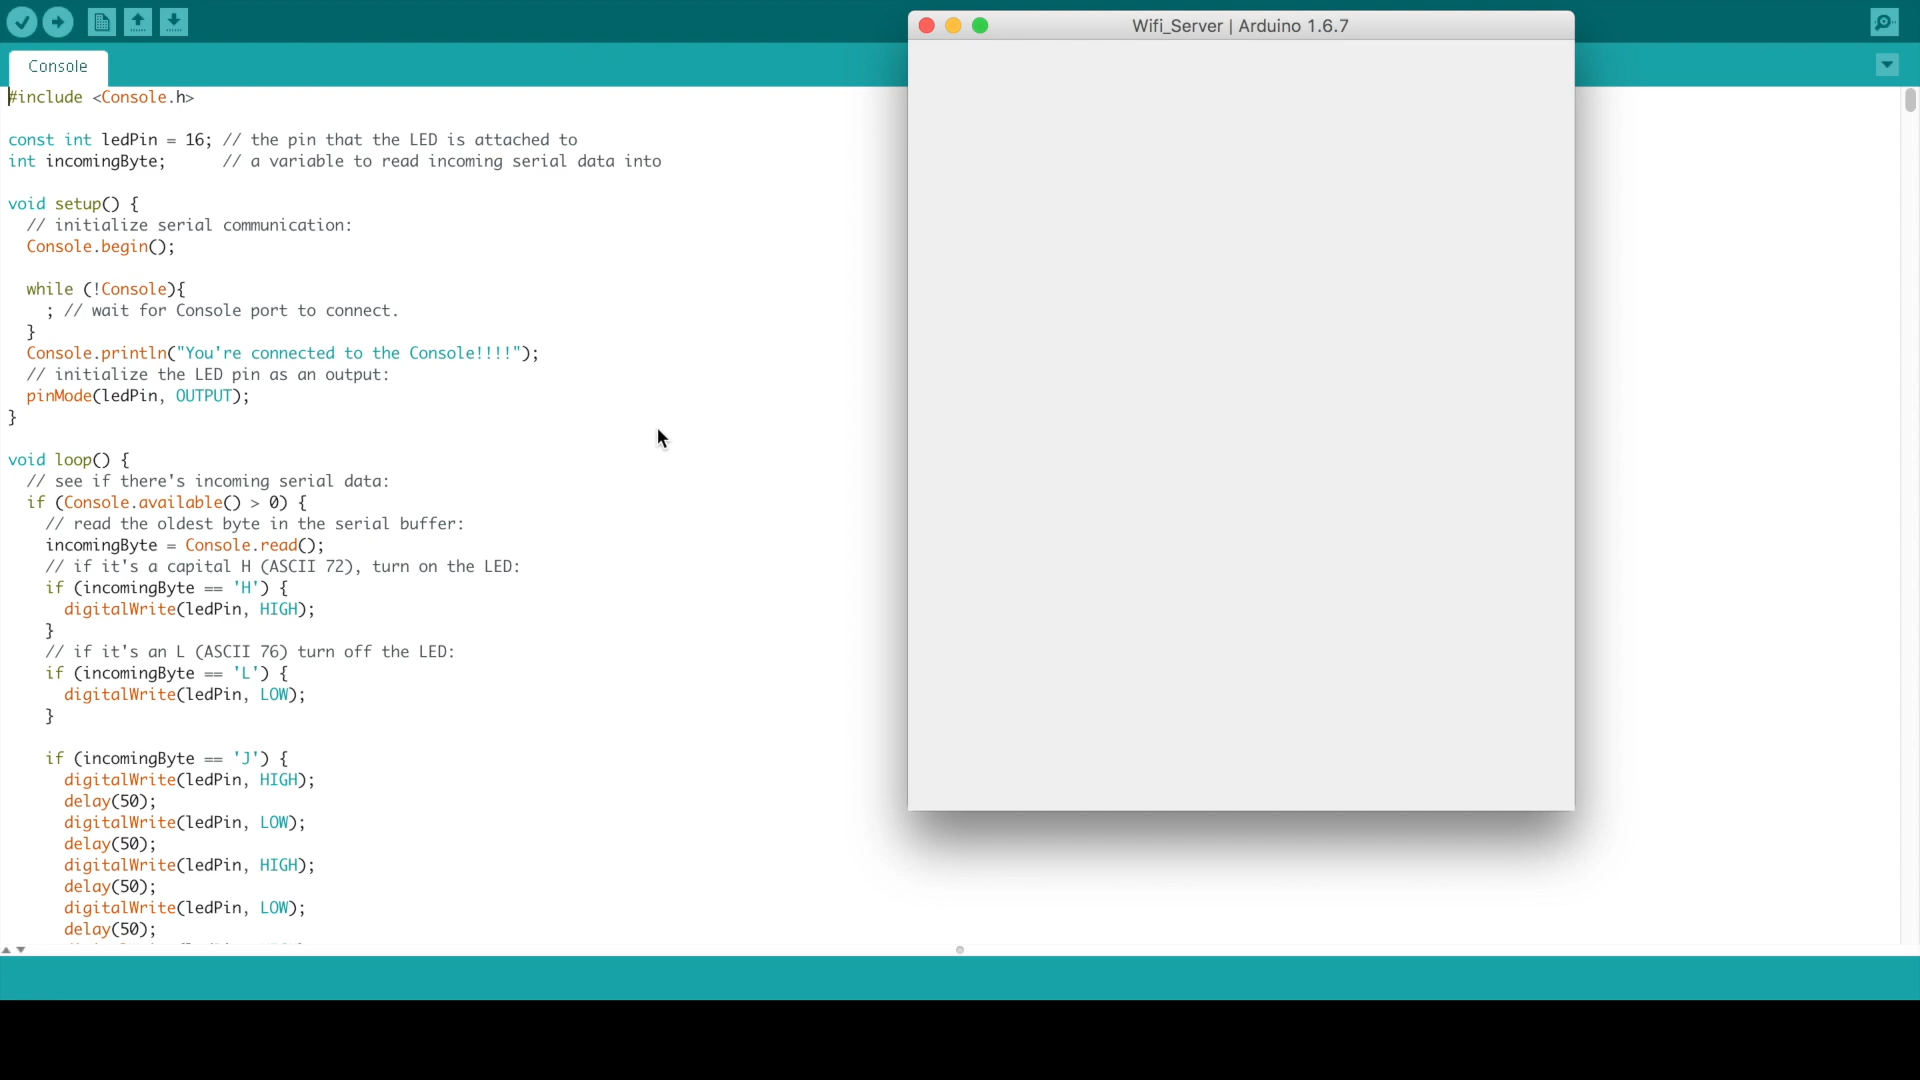 Wifi_Server | Arduino 1.6.7
Console
#include <Console.h>
const int ledPin = 16; // the pin that the LED is attached to
int incomingByte;      // a variable to read incoming serial data into
void setup() {
  // initialize serial communication:
  Console.begin();
  while (!Console){
    ; // wait for Console port to connect.
  }
  Console.println("You're connected to the Console!!!!");
  // initialize the LED pin as an output:
  pinMode(ledPin, OUTPUT);
}
void loop() {
  // see if there's incoming serial data:
  if (Console.available() > 0) {
    // read the oldest byte in the serial buffer:
    incomingByte = Console.read();
    // if it's a capital H (ASCII 72), turn on the LED:
    if (incomingByte == 'H') {
      digitalWrite(ledPin, HIGH);
    }
    // if it's an L (ASCII 76) turn off the LED:
    if (incomingByte == 'L') {
      digitalWrite(ledPin, LOW);
    }
    if (incomingByte == 'J') {
      digitalWrite(ledPin, HIGH);
      delay(50);
      digitalWrite(ledPin, LOW);
      delay(50);
      digitalWrite(ledPin, HIGH);
      delay(50);
      digitalWrite(ledPin, LOW);
      delay(50);